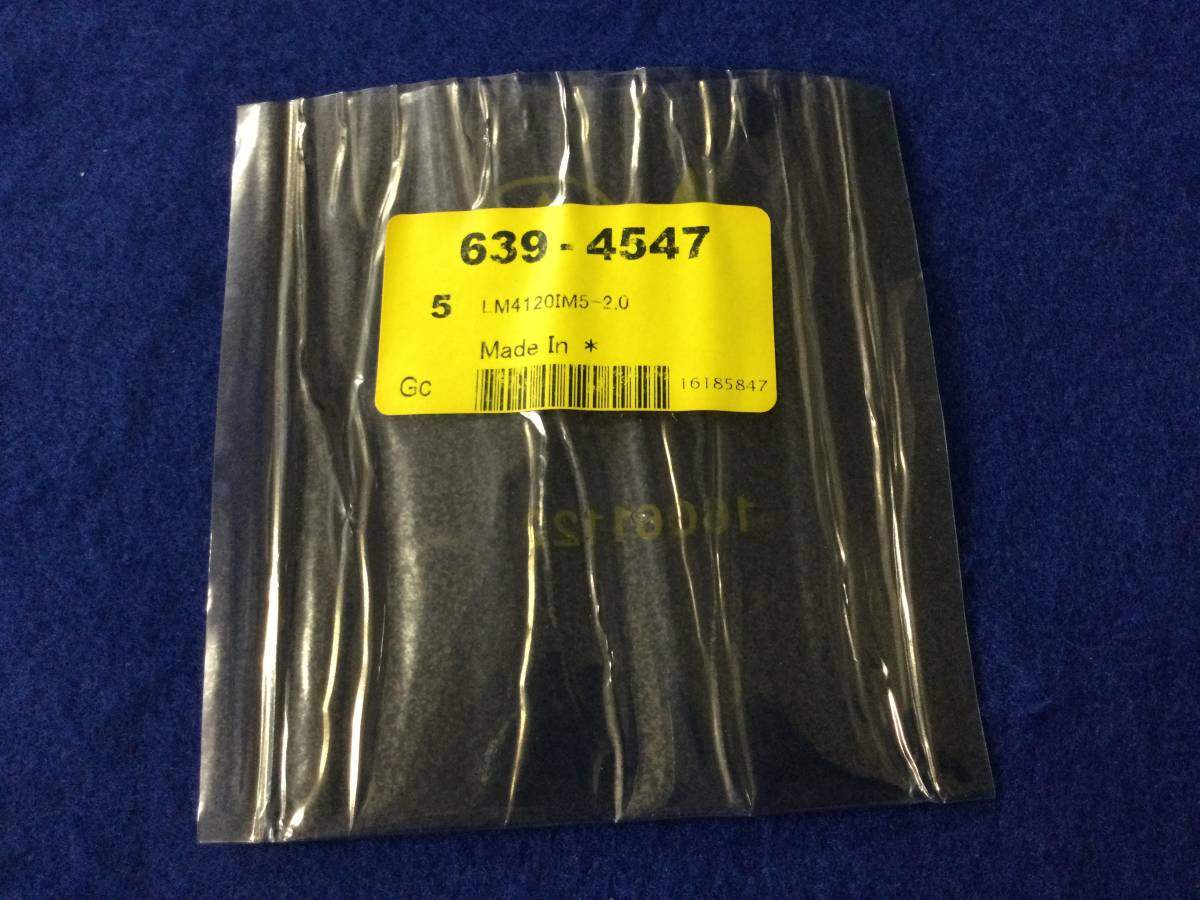 639 - 4547
5 LM4120IM5-2.0
Made In *
Gc 16185847